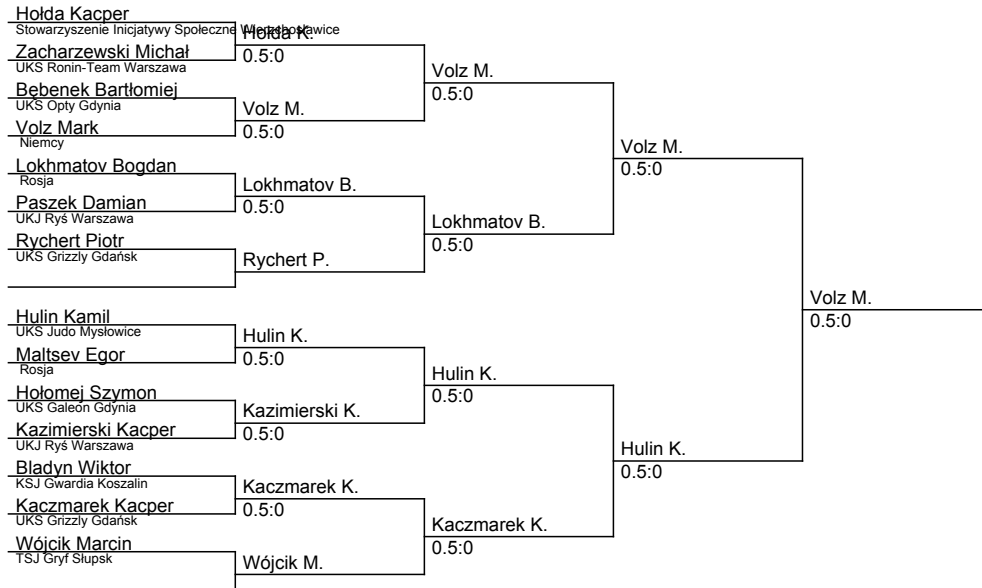 Hołda Kacper
Stowarzyszenie Inicjatywy Społeczne Wierzchosławice
Hołda K.
Zacharzewski Michał
0.5:0
UKS Ronin-Team Warszawa
Volz M.
Bębenek Bartłomiej
0.5:0
UKS Opty Gdynia
Volz M.
Volz Mark
0.5:0
Niemcy
Volz M.
Lokhmatov Bogdan
0.5:0
Rosja
Lokhmatov B.
Paszek Damian
0.5:0
UKJ Ryś Warszawa
Lokhmatov B.
Rychert Piotr
0.5:0
UKS Grizzly Gdańsk
Rychert P.
Volz M.
0.5:0
Hulin Kamil
UKS Judo Mysłowice
Hulin K.
Maltsev Egor
0.5:0
Rosja
Hulin K.
Hołomej Szymon
0.5:0
UKS Galeon Gdynia
Kazimierski K.
Kazimierski Kacper
0.5:0
UKJ Ryś Warszawa
Hulin K.
Bladyn Wiktor
0.5:0
KSJ Gwardia Koszalin
Kaczmarek K.
Kaczmarek Kacper
0.5:0
UKS Grizzly Gdańsk
Kaczmarek K.
Wójcik Marcin
0.5:0
TSJ Gryf Słupsk
Wójcik M.